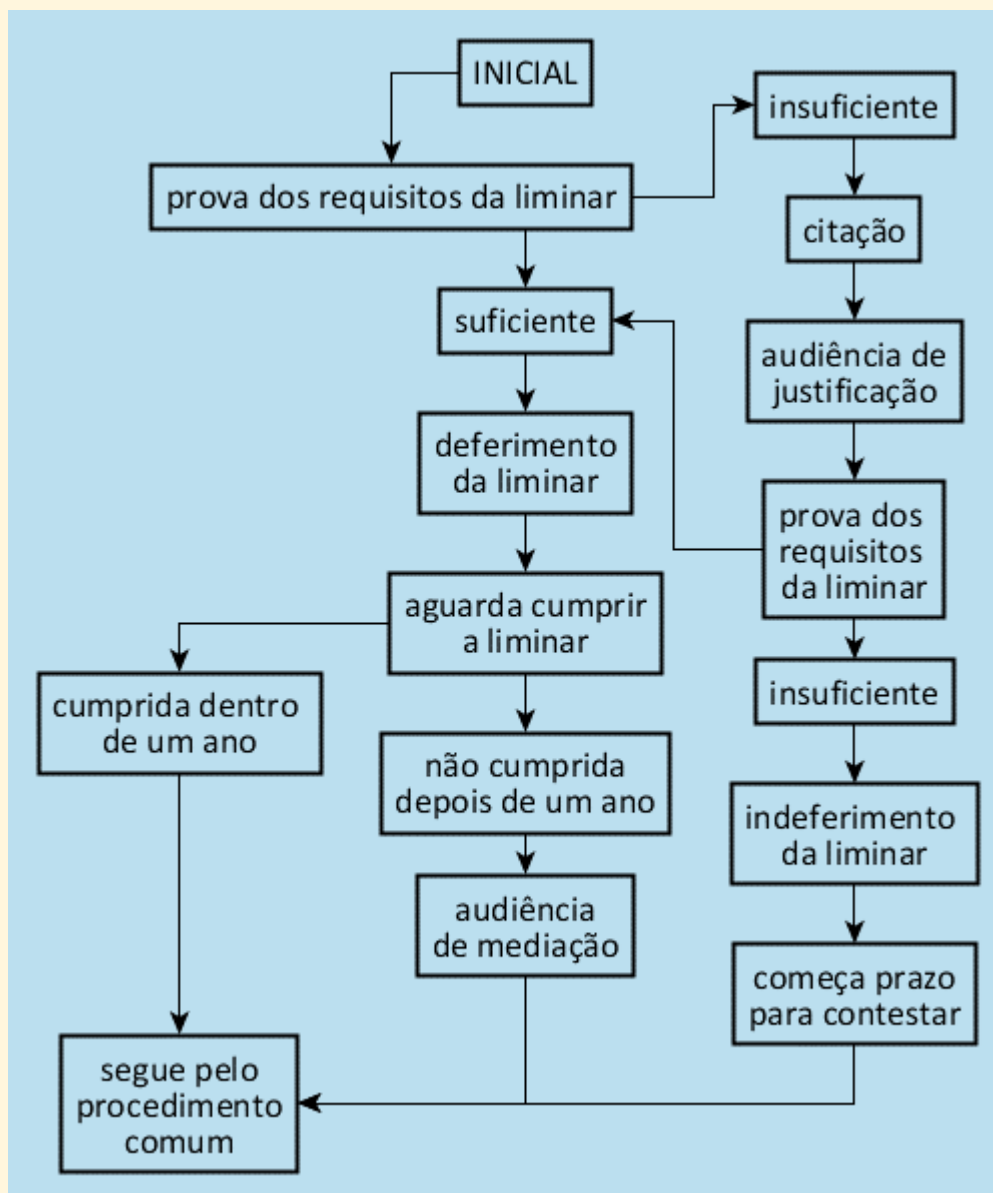 INICIAL
insuficiente
prova dos requisitos da liminar
citação
suficiente
audiência de
justificação
deferimento
da liminar
prova dos
requisitos
da liminar
aguarda cumprir
a liminar
insuficiente
cumprida dentro
de um ano
não cumprida
depois de um ano
indeferimento
da liminar
audiência
de mediação
começa prazo
para contestar
segue pelo
procedimento
comum